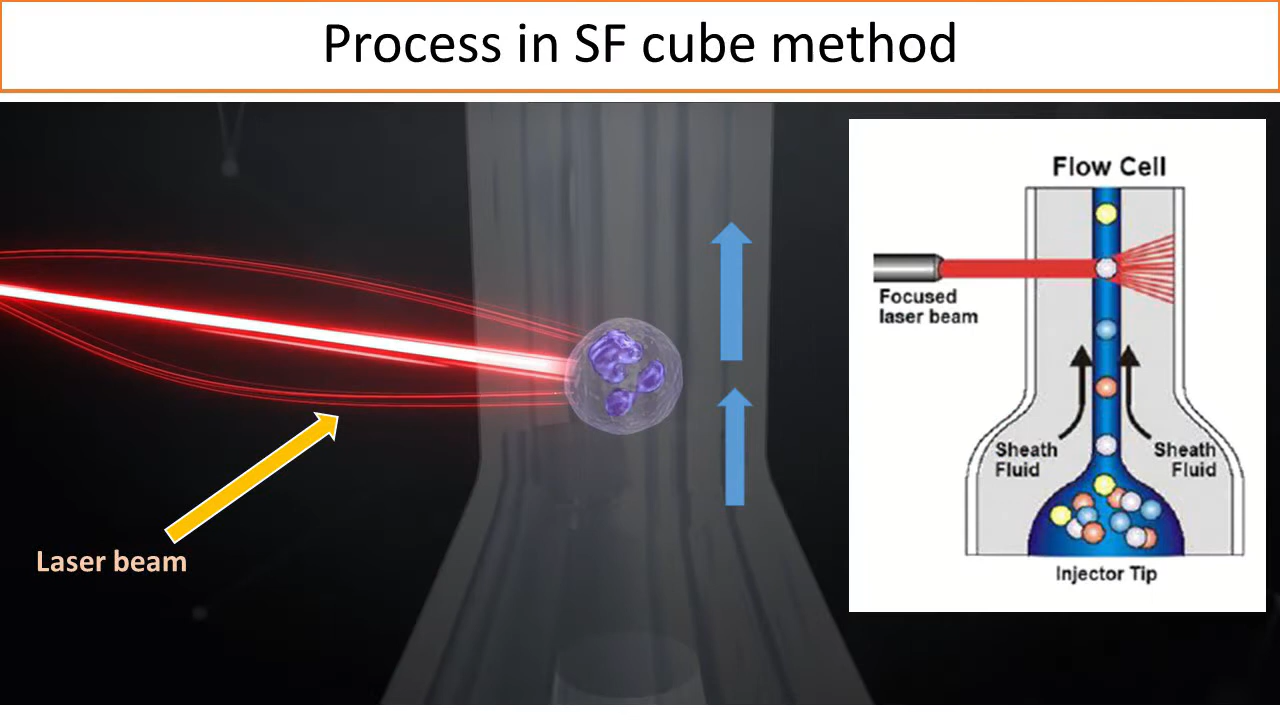 Process in SF cube method
Laser beam
Flow Cell
Focused
laser beam
Sheath
Fluid
Sheath
Fluid
Injector Tip